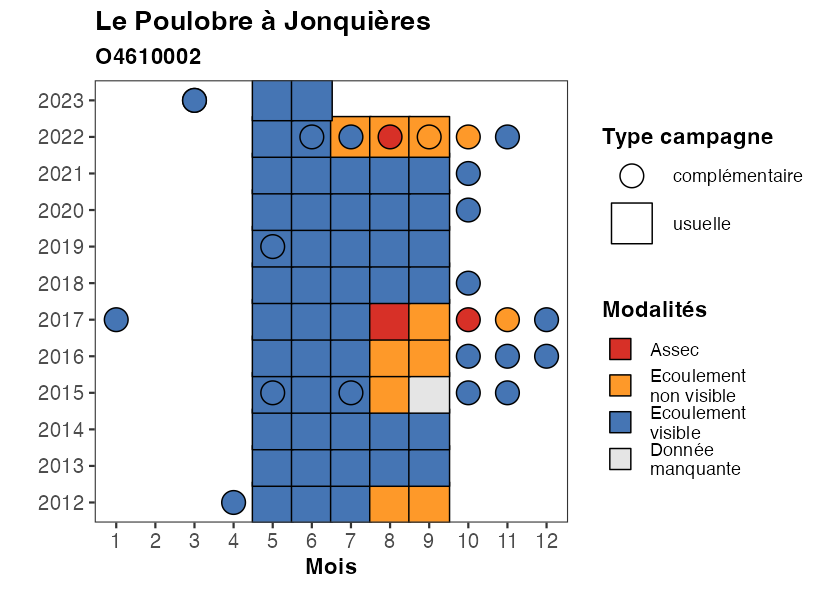 Le Poulobre à Jonquières
O4610002
2023
2022
2021
2020
2019
2018
2017
2016
2015
2014
2013
2012
1 2 3 4 5 6 7 8 9 10 11 12
Mois
Type campagne
complémentaire
usuelle
Modalités
Assec
Ecoulement
non visible
Ecoulement
visible
Donnée
manquante